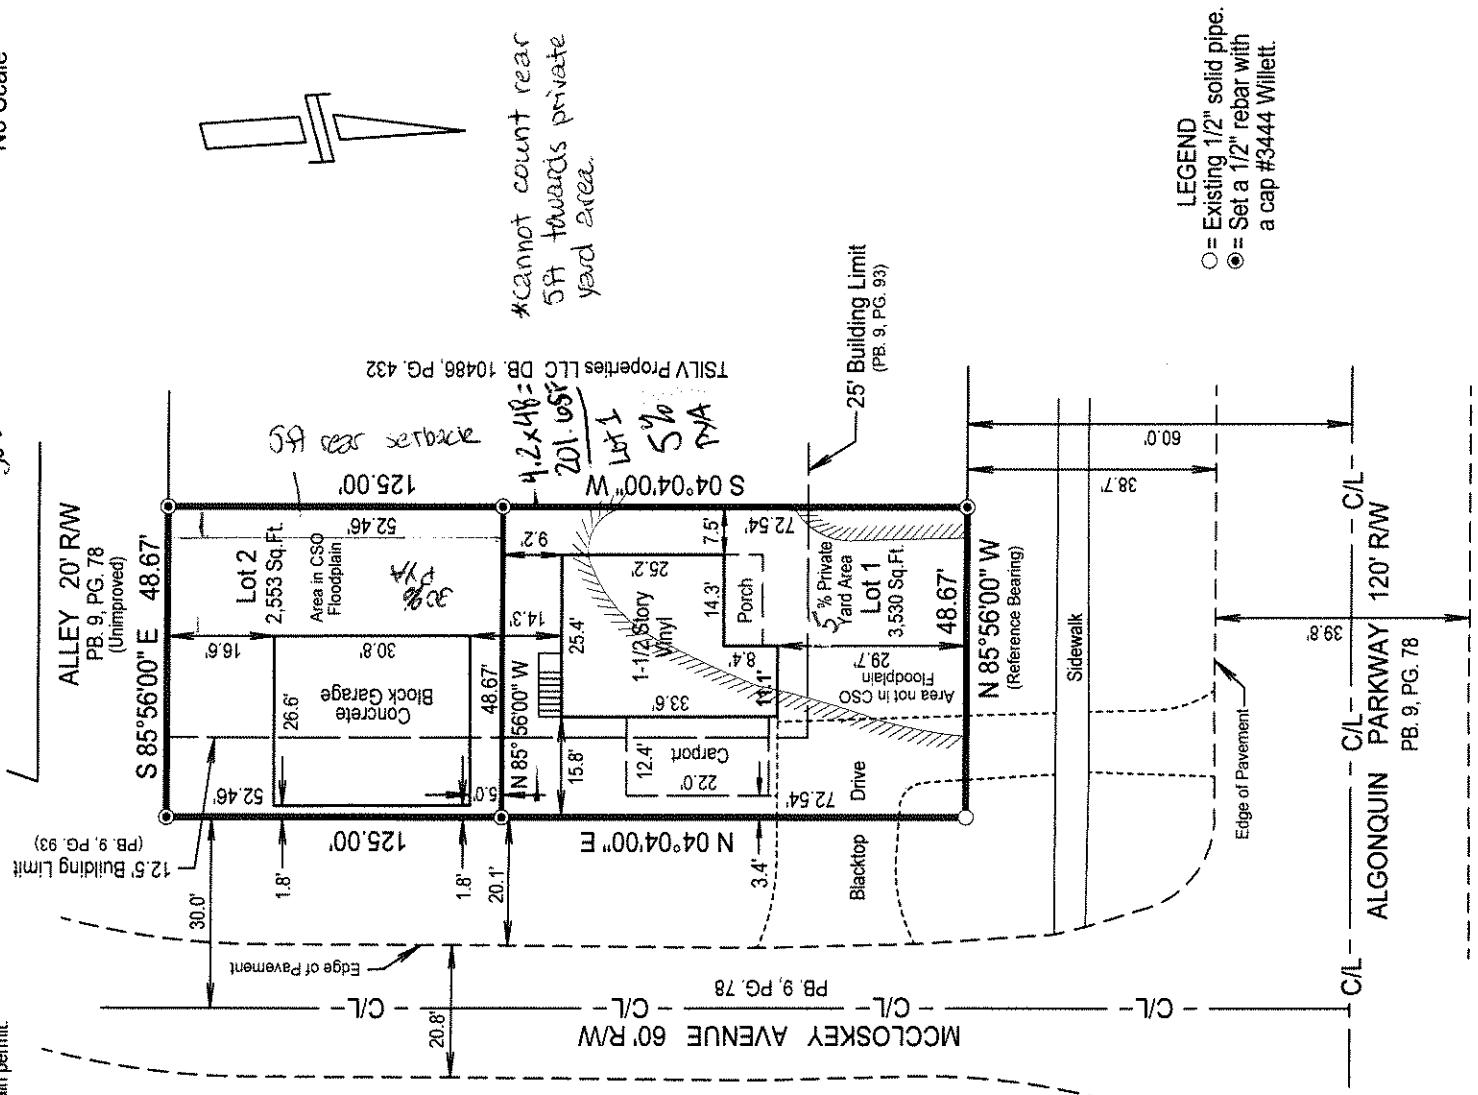 No Scale
in permit.
*cannot count rear
5ft towards private
yard area.
LEGEND
= Existing 1/2" solid pipe.
= Set a 1/2" rebar with
a cap #3444 Willett.
ALLEY 20' R/W
PB. 9, PG. 78
(Unimproved)
S 85°56'00" E 48.67'
5ft rear setback
TSILV Properties LLC DB. 10486, PG. 432
4.2x48=
201.6SF
Lot 1
5%
PYA
25' Building Limit
(PB. 9, PG. 93)
125.00'
S 04°04'00" W
52.46'
72.54'
Lot 2
2,553 Sq.Ft.
Area in CSO
Floodplain
30%
PYA
16.6'
30.8'
26.6'
Concrete
Block Garage
14.3'
9.2'
48.67'
N 85°56'00" W
25.2'
25.4'
1-1/2 Story
Vinyl
33.6'
7.5'
14.3'
Porch
8.4'
11.1'
5% Private
Yard Area
Lot 1
3,530 Sq.Ft.
29.7'
Area not in CSO
Floodplain
48.67'
N 85°56'00" W
(Reference Bearing)
15.8'
12.4'
Carport
22.0'
5.0'
52.46'
72.54'
Drive
Blacktop
125.00'
N 04°04'00" E
12.5' Building Limit
(PB. 9, PG. 93)
30.0'
1.8'
1.8'
20.1'
3.4'
Edge of Pavement
20.8'
C/L
C/L
C/L
C/L
PB. 9, PG. 78
MCCLOSKEY AVENUE 60' R/W
Sidewalk
38.7'
60.0'
39.8'
Edge of Pavement
C/L
C/L
C/L
ALGONQUIN PARKWAY 120' R/W
PB. 9, PG. 78